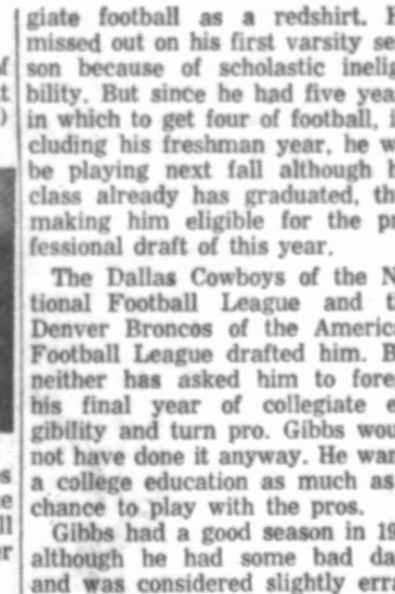 giate football as a redshirt. H
missed out on his first varsity se
son because of scholastic inelig
bility. But since he had five yea
in which to get four of football, i
cluding his freshman year, he w
be playing next fall although h
class already has graduated, th
making him eligible for the pr
fessional draft of this year.
The Dallas Cowboys of the N
tional Football League and t
Denver Broncos of the America
Football League drafted him. B
neither has asked him to fore
his final year of collegiate e
gibility and turn pro. Gibbs wou
not have done it anyway. He wan
a college education as much as
chance to play with the pros.
Gibbs had a good season in 19
although he had some bad da
and was considered slightly erra